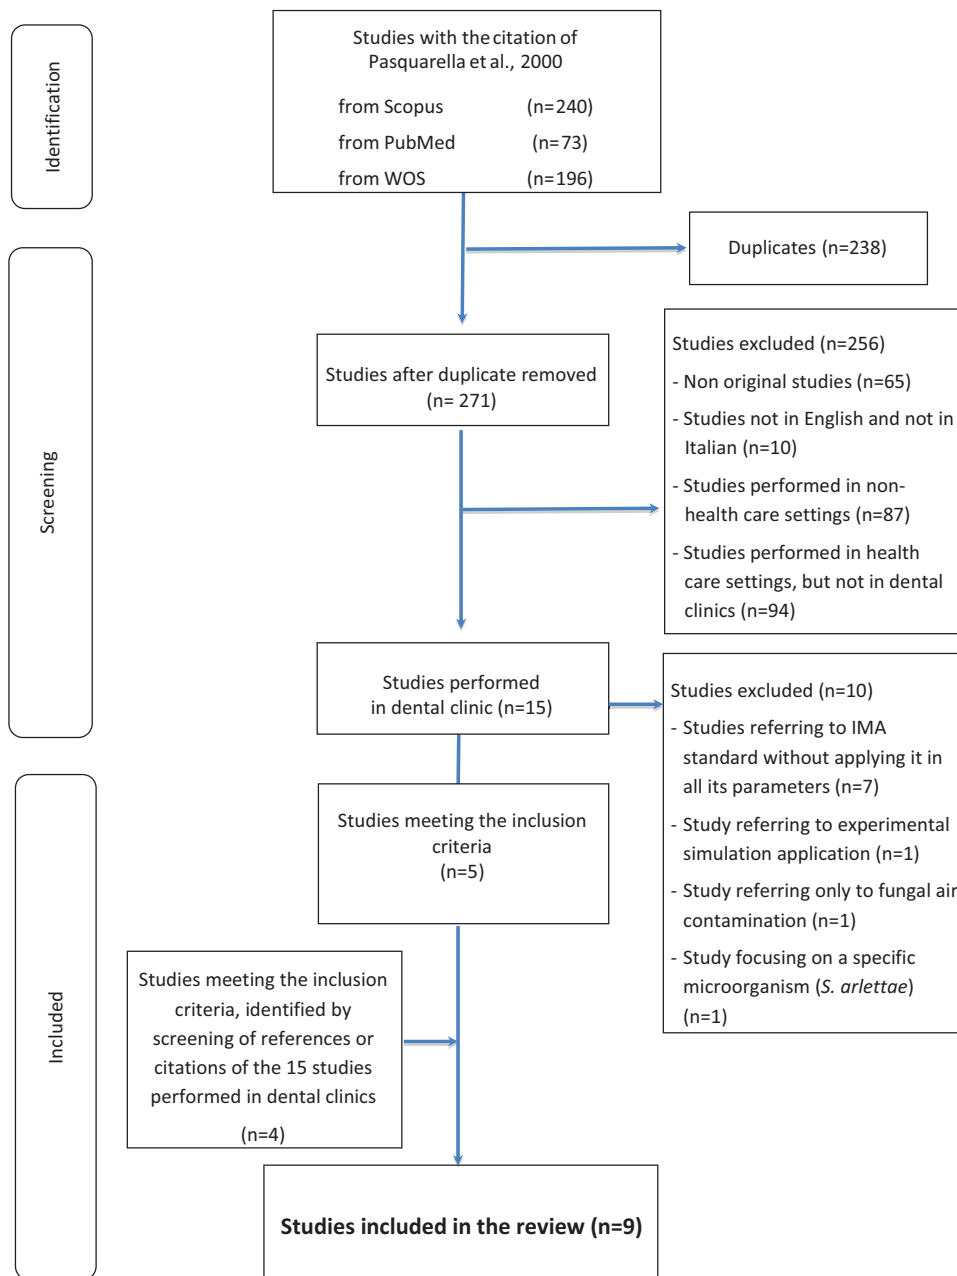 Identification
Studies with the citation of
Pasquarella et al., 2000
from Scopus (n=240)
from PubMed (n=73)
from WOS (n=196)
Duplicates (n=238)
Screening
Studies after duplicate removed
(n= 271)
Studies excluded (n=256)
- Non original studies (n=65)
- Studies not in English and not in
Italian (n=10)
- Studies performed in non-
health care settings (n=87)
- Studies performed in health
care settings, but not in dental
clinics (n=94)
Studies performed
in dental clinic (n=15)
Studies excluded (n=10)
- Studies referring to IMA
standard without applying it in
all its parameters (n=7)
- Study referring to experimental
simulation application (n=1)
- Study referring only to fungal air
contamination (n=1)
- Study focusing on a specific
microorganism (S. arlettae)
(n=1)
Included
Studies meeting the inclusion
criteria
(n=5)
Studies meeting the inclusion
criteria, identified by
screening of references or
citations of the 15 studies
performed in dental clinics
(n=4)
Studies included in the review (n=9)